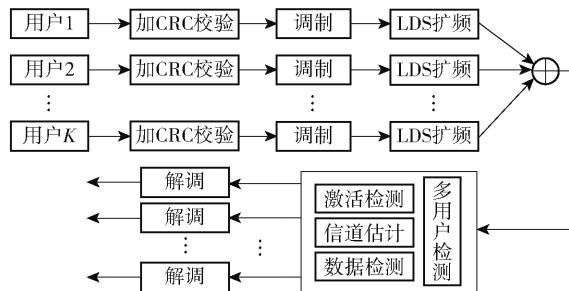 用户1 加CRC校验 调制 LDS扩频
用户2 加CRC校验 调制 LDS扩频
用户K 加CRC校验 调制 LDS扩频
解调
解调
解调
激活检测
信道估计
数据检测
多用户检测